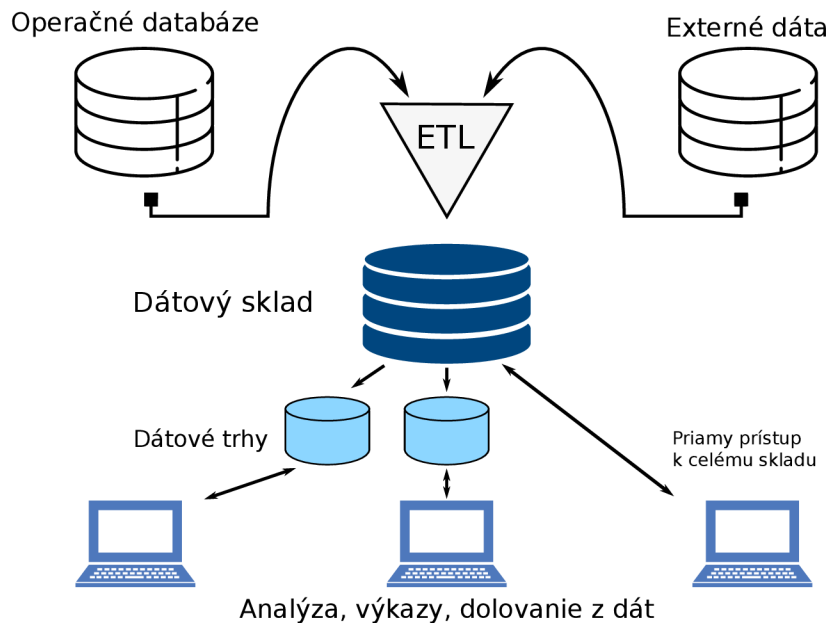 Operačné databáze
Externé dáta
ETL
Dátový sklad
Dátové trhy
Priamy prístup
k celému skladu
Analýza, výkazy, dolovanie z dát